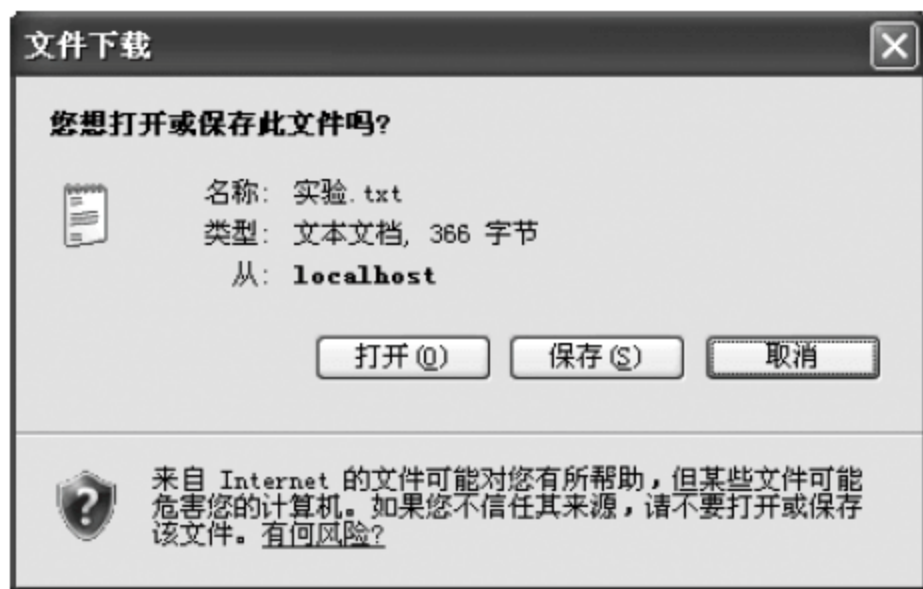 文件下载
您想打开或保存此文件吗?
名称: 实验.txt
类型: 文本文档, 366 字节
从: localhost
打开(O) 保存(S) 取消
来自 Internet 的文件可能对您有所帮助，但某些文件可能
危害您的计算机。如果您不信任其来源，请不要打开或保存
该文件。有何风险?